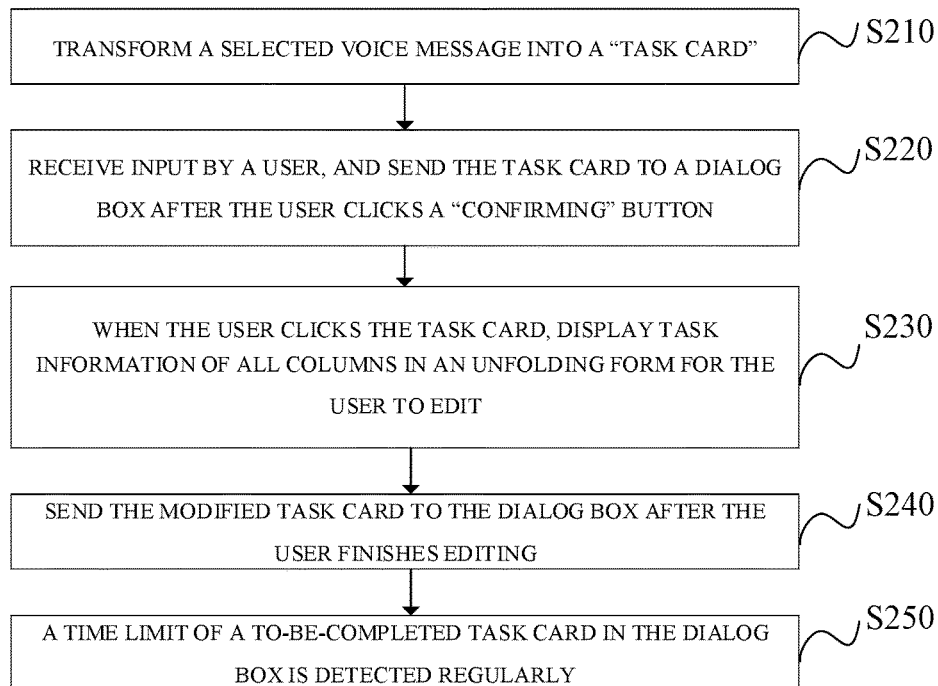 TRANSFORM A SELECTED VOICE MESSAGE INTO A “TASK CARD”
S210
RECEIVE INPUT BY A USER, AND SEND THE TASK CARD TO A DIALOG
BOX AFTER THE USER CLICKS A “CONFIRMING” BUTTON
S220
WHEN THE USER CLICKS THE TASK CARD, DISPLAY TASK
INFORMATION OF ALL COLUMNS IN AN UNFOLDING FORM FOR THE
USER TO EDIT
S230
SEND THE MODIFIED TASK CARD TO THE DIALOG BOX AFTER THE
USER FINISHES EDITING
S240
A TIME LIMIT OF A TO-BE-COMPLETED TASK CARD IN THE DIALOG
BOX IS DETECTED REGULARLY
S250